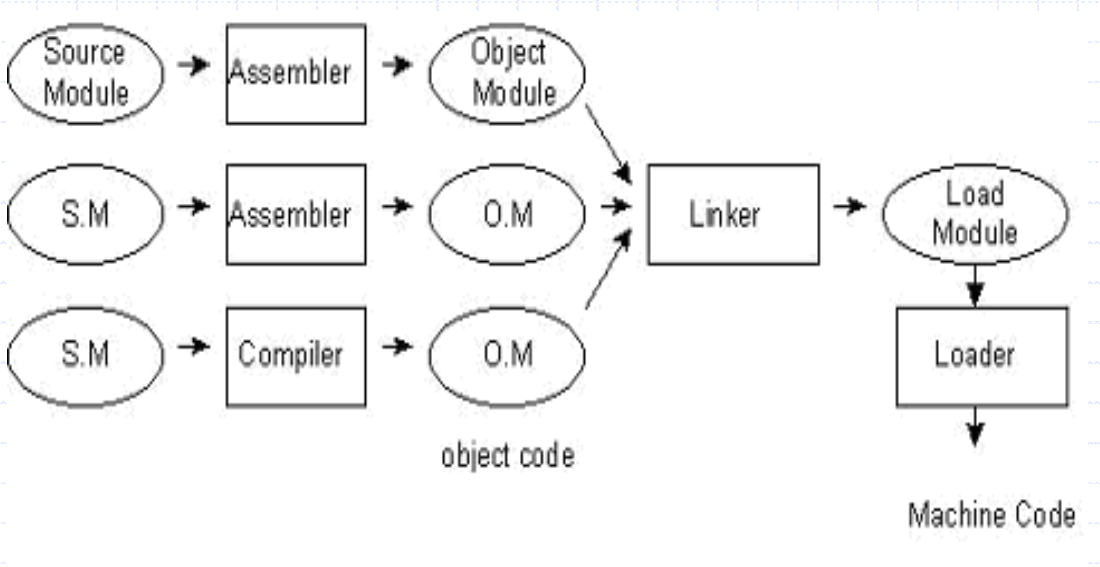 Source
Module
Assembler
Object
Module
S.M
Assembler
O.M
Linker
Load
Module
S.M
Compiler
O.M
Loader
object code
Machine Code